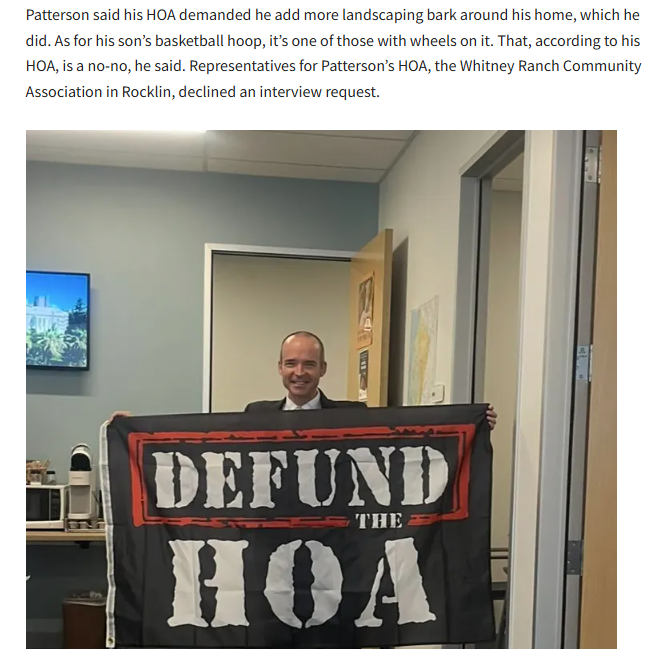 Patterson said his HOA demanded he add more landscaping bark around his home, which he
did. As for his son’s basketball hoop, it’s one of those with wheels on it. That, according to his
HOA, is a no-no, he said. Representatives for Patterson’s HOA, the Whitney Ranch Community
Association in Rocklin, declined an interview request.
DEFUND
THE
HOA